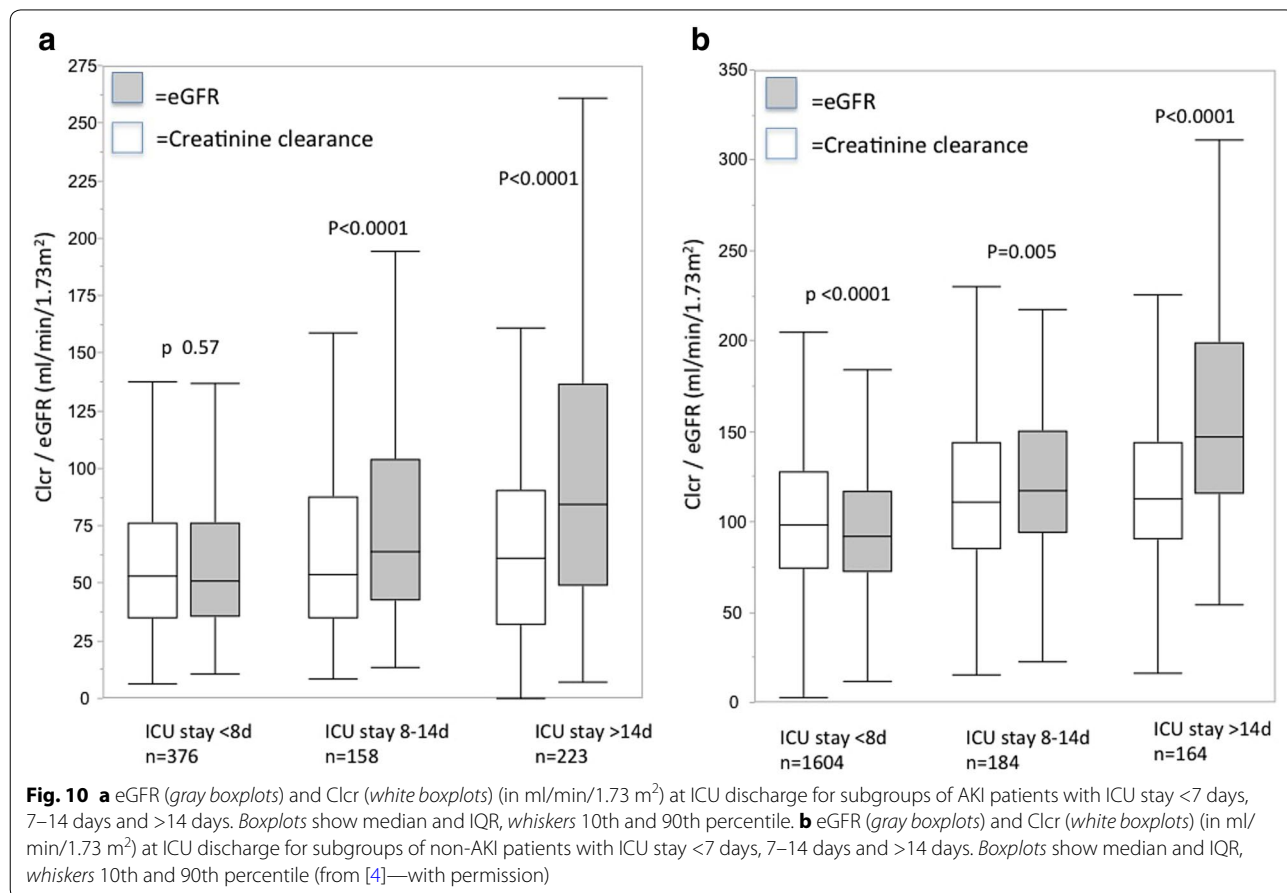 a
275
250
225
200
175
150
125
100
75
50
25
0
Clcr / eGFR (ml/min/1.73m²)
=eGFR
=Creatinine clearance
p 0.57
P<0.0001
P<0.0001
ICU stay <8d
n=376
ICU stay 8-14d
n=158
ICU stay >14d
n=223
b
350
300
250
200
150
100
50
0
Clcr / eGFR (ml/min/1.73m²)
=eGFR
=Creatinine clearance
p <0.0001
P=0.005
P<0.0001
ICU stay <8d
n=1604
ICU stay 8-14d
n=184
ICU stay >14d
n=164
Fig. 10 a eGFR (gray boxplots) and Clcr (white boxplots) (in ml/min/1.73 m²) at ICU discharge for subgroups of AKI patients with ICU stay <7 days,
7–14 days and >14 days. Boxplots show median and IQR, whiskers 10th and 90th percentile. b eGFR (gray boxplots) and Clcr (white boxplots) (in ml/
min/1.73 m²) at ICU discharge for subgroups of non-AKI patients with ICU stay <7 days, 7–14 days and >14 days. Boxplots show median and IQR,
whiskers 10th and 90th percentile (from [4]—with permission)